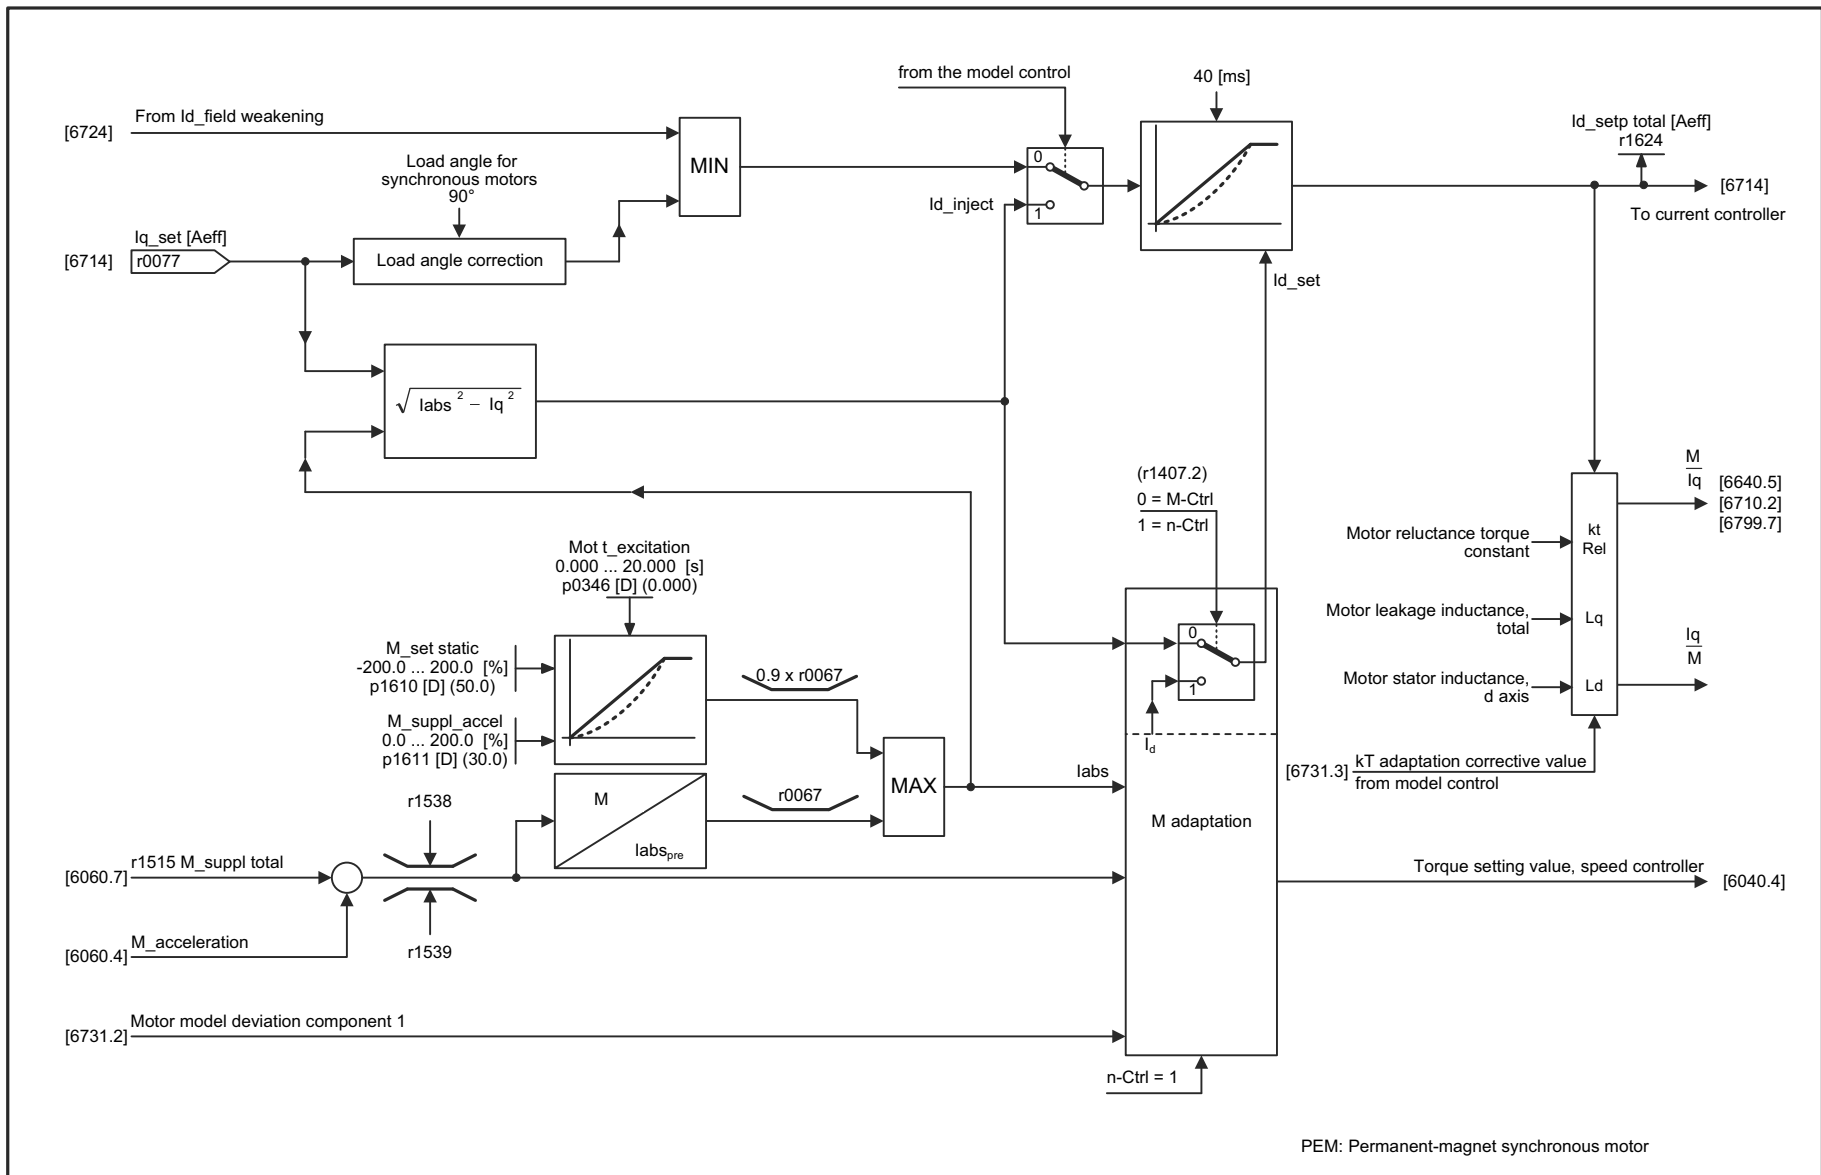 from the model control
40 [ms]
[6724]
From Id_field weakening
Id_setp total [Aeff]
r1624
Load angle for
synchronous motors
90°
MIN
0
1
Id_inject
[6714]
To current controller
Iq_set [Aeff]
[6714]
r0077
Load angle correction
Id_set
√ Iabs ² – Iq ²
(r1407.2)
0 = M-Ctrl
1 = n-Ctrl
M
Iq
[6640.5]
[6710.2]
[6799.7]
Motor reluctance torque
constant
kt
Rel
Mot t_excitation
0.000 ... 20.000 [s]
p0346 [D] (0.000)
Motor leakage inductance,
total
Lq
0
1
I_d
Iq
M
M_set static
-200.0 ... 200.0 [%]
p1610 [D] (50.0)
0.9 x r0067
Motor stator inductance,
d axis
Ld
M_suppl_accel
0.0 ... 200.0 [%]
p1611 [D] (30.0)
MAX
Iabs
[6731.3]
kT adaptation corrective value
from model control
r1538
M
Iabs_pre
r0067
M adaptation
r1515 M_suppl total
[6060.7]
Torque setting value, speed controller
[6040.4]
M_acceleration
[6060.4]
r1539
Motor model deviation component 1
[6731.2]
n-Ctrl = 1
PEM: Permanent-magnet synchronous motor